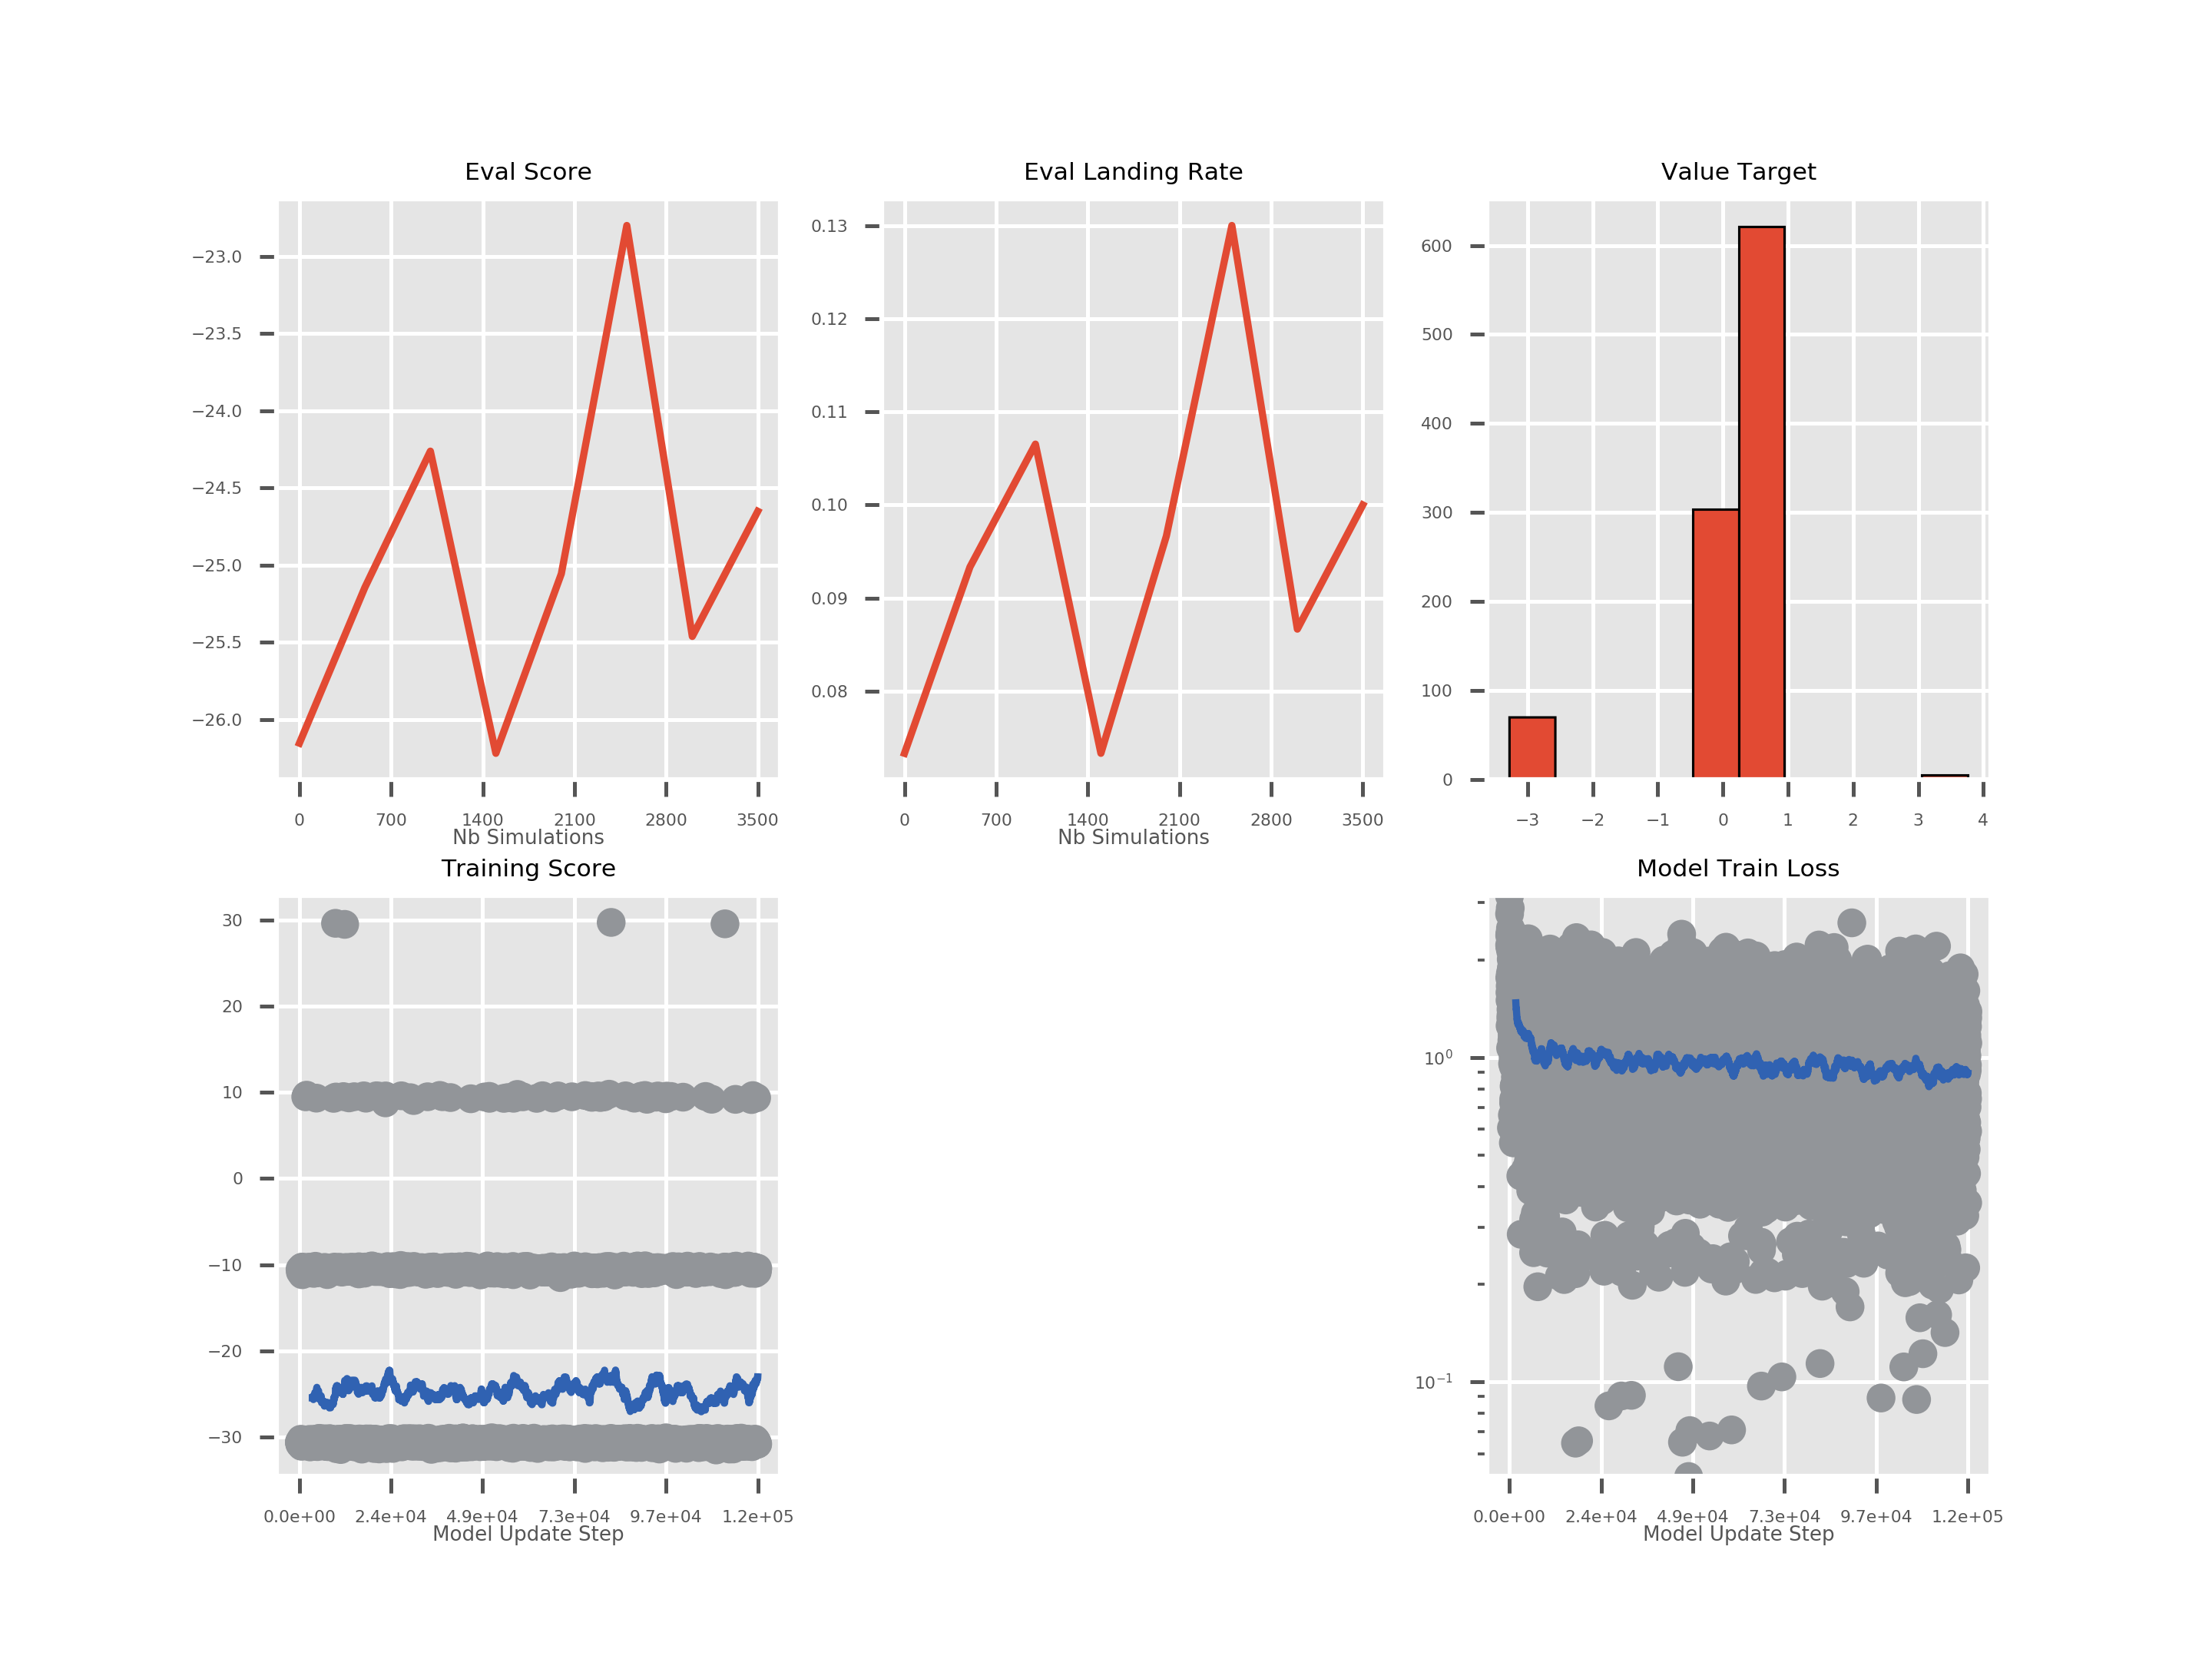 Eval Score
−23.0
−23.5
−24.0
−24.5
−25.0
−25.5
−26.0
0 700 1400 2100 2800 3500
Nb Simulations
Eval Landing Rate
0.13
0.12
0.11
0.10
0.09
0.08
0 700 1400 2100 2800 3500
Nb Simulations
Value Target
600
500
400
300
200
100
0
−3 −2 −1 0 1 2 3 4
Training Score
30
20
10
0
−10
−20
−30
0.0e+00 2.4e+04 4.9e+04 7.3e+04 9.7e+04 1.2e+05
Model Update Step
Model Train Loss
10⁰
10⁻¹
0.0e+00 2.4e+04 4.9e+04 7.3e+04 9.7e+04 1.2e+05
Model Update Step